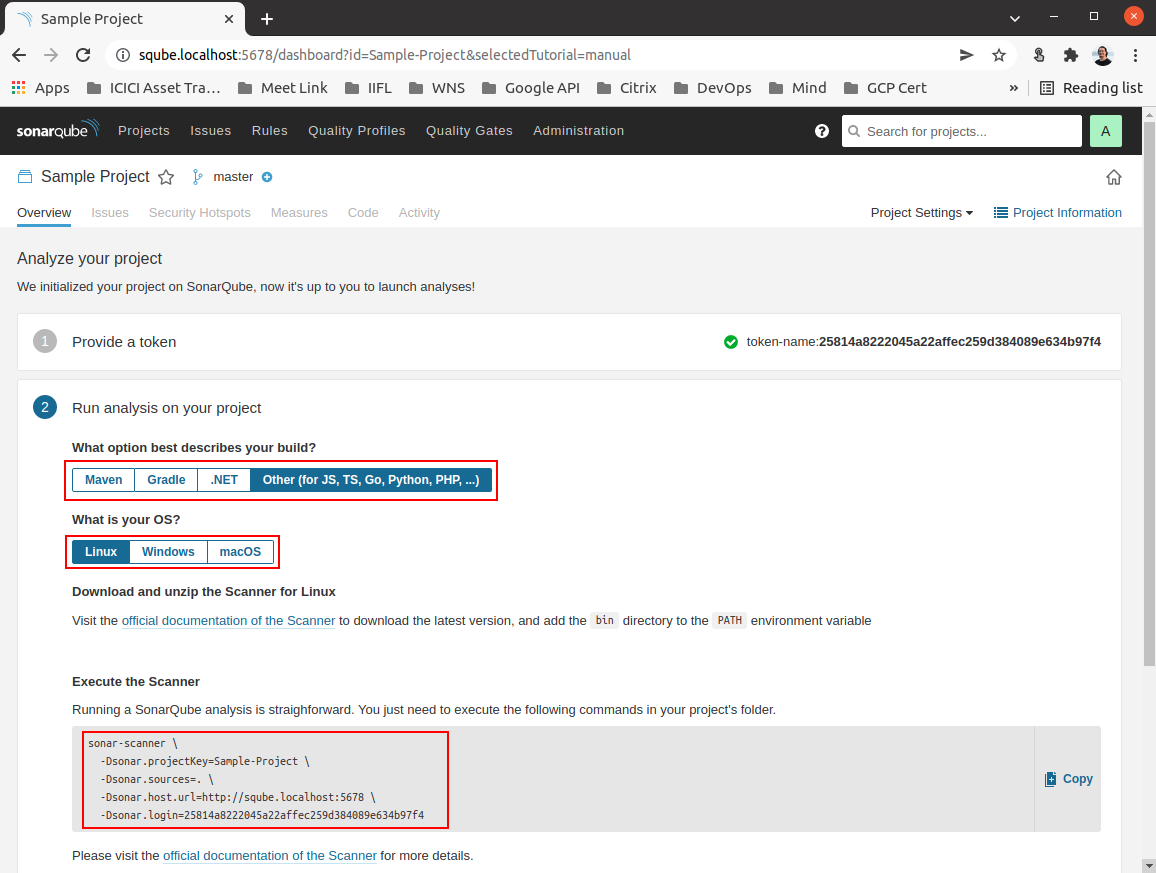 Sample Project
sqube.localhost:5678/dashboard?id=Sample-Project&selectedTutorial=manual
Apps ICICI Asset Tra… Meet Link IIFL WNS Google API Citrix DevOps Mind GCP Cert » Reading list
sonarqube Projects Issues Rules Quality Profiles Quality Gates Administration ? Search for projects... A
Sample Project master
Overview Issues Security Hotspots Measures Code Activity Project Settings Project Information
Analyze your project
We initialized your project on SonarQube, now it's up to you to launch analyses!
1 Provide a token token-name:25814a8222045a22affec259d384089e634b97f4
2 Run analysis on your project
What option best describes your build?
Maven Gradle .NET Other (for JS, TS, Go, Python, PHP, ...)
What is your OS?
Linux Windows macOS
Download and unzip the Scanner for Linux
Visit the official documentation of the Scanner to download the latest version, and add the bin directory to the PATH environment variable
Execute the Scanner
Running a SonarQube analysis is straighforward. You just need to execute the following commands in your project's folder.
sonar-scanner \
-Dsonar.projectKey=Sample-Project \
-Dsonar.sources=. \
-Dsonar.host.url=http://sqube.localhost:5678 \
-Dsonar.login=25814a8222045a22affec259d384089e634b97f4
Copy
Please visit the official documentation of the Scanner for more details.